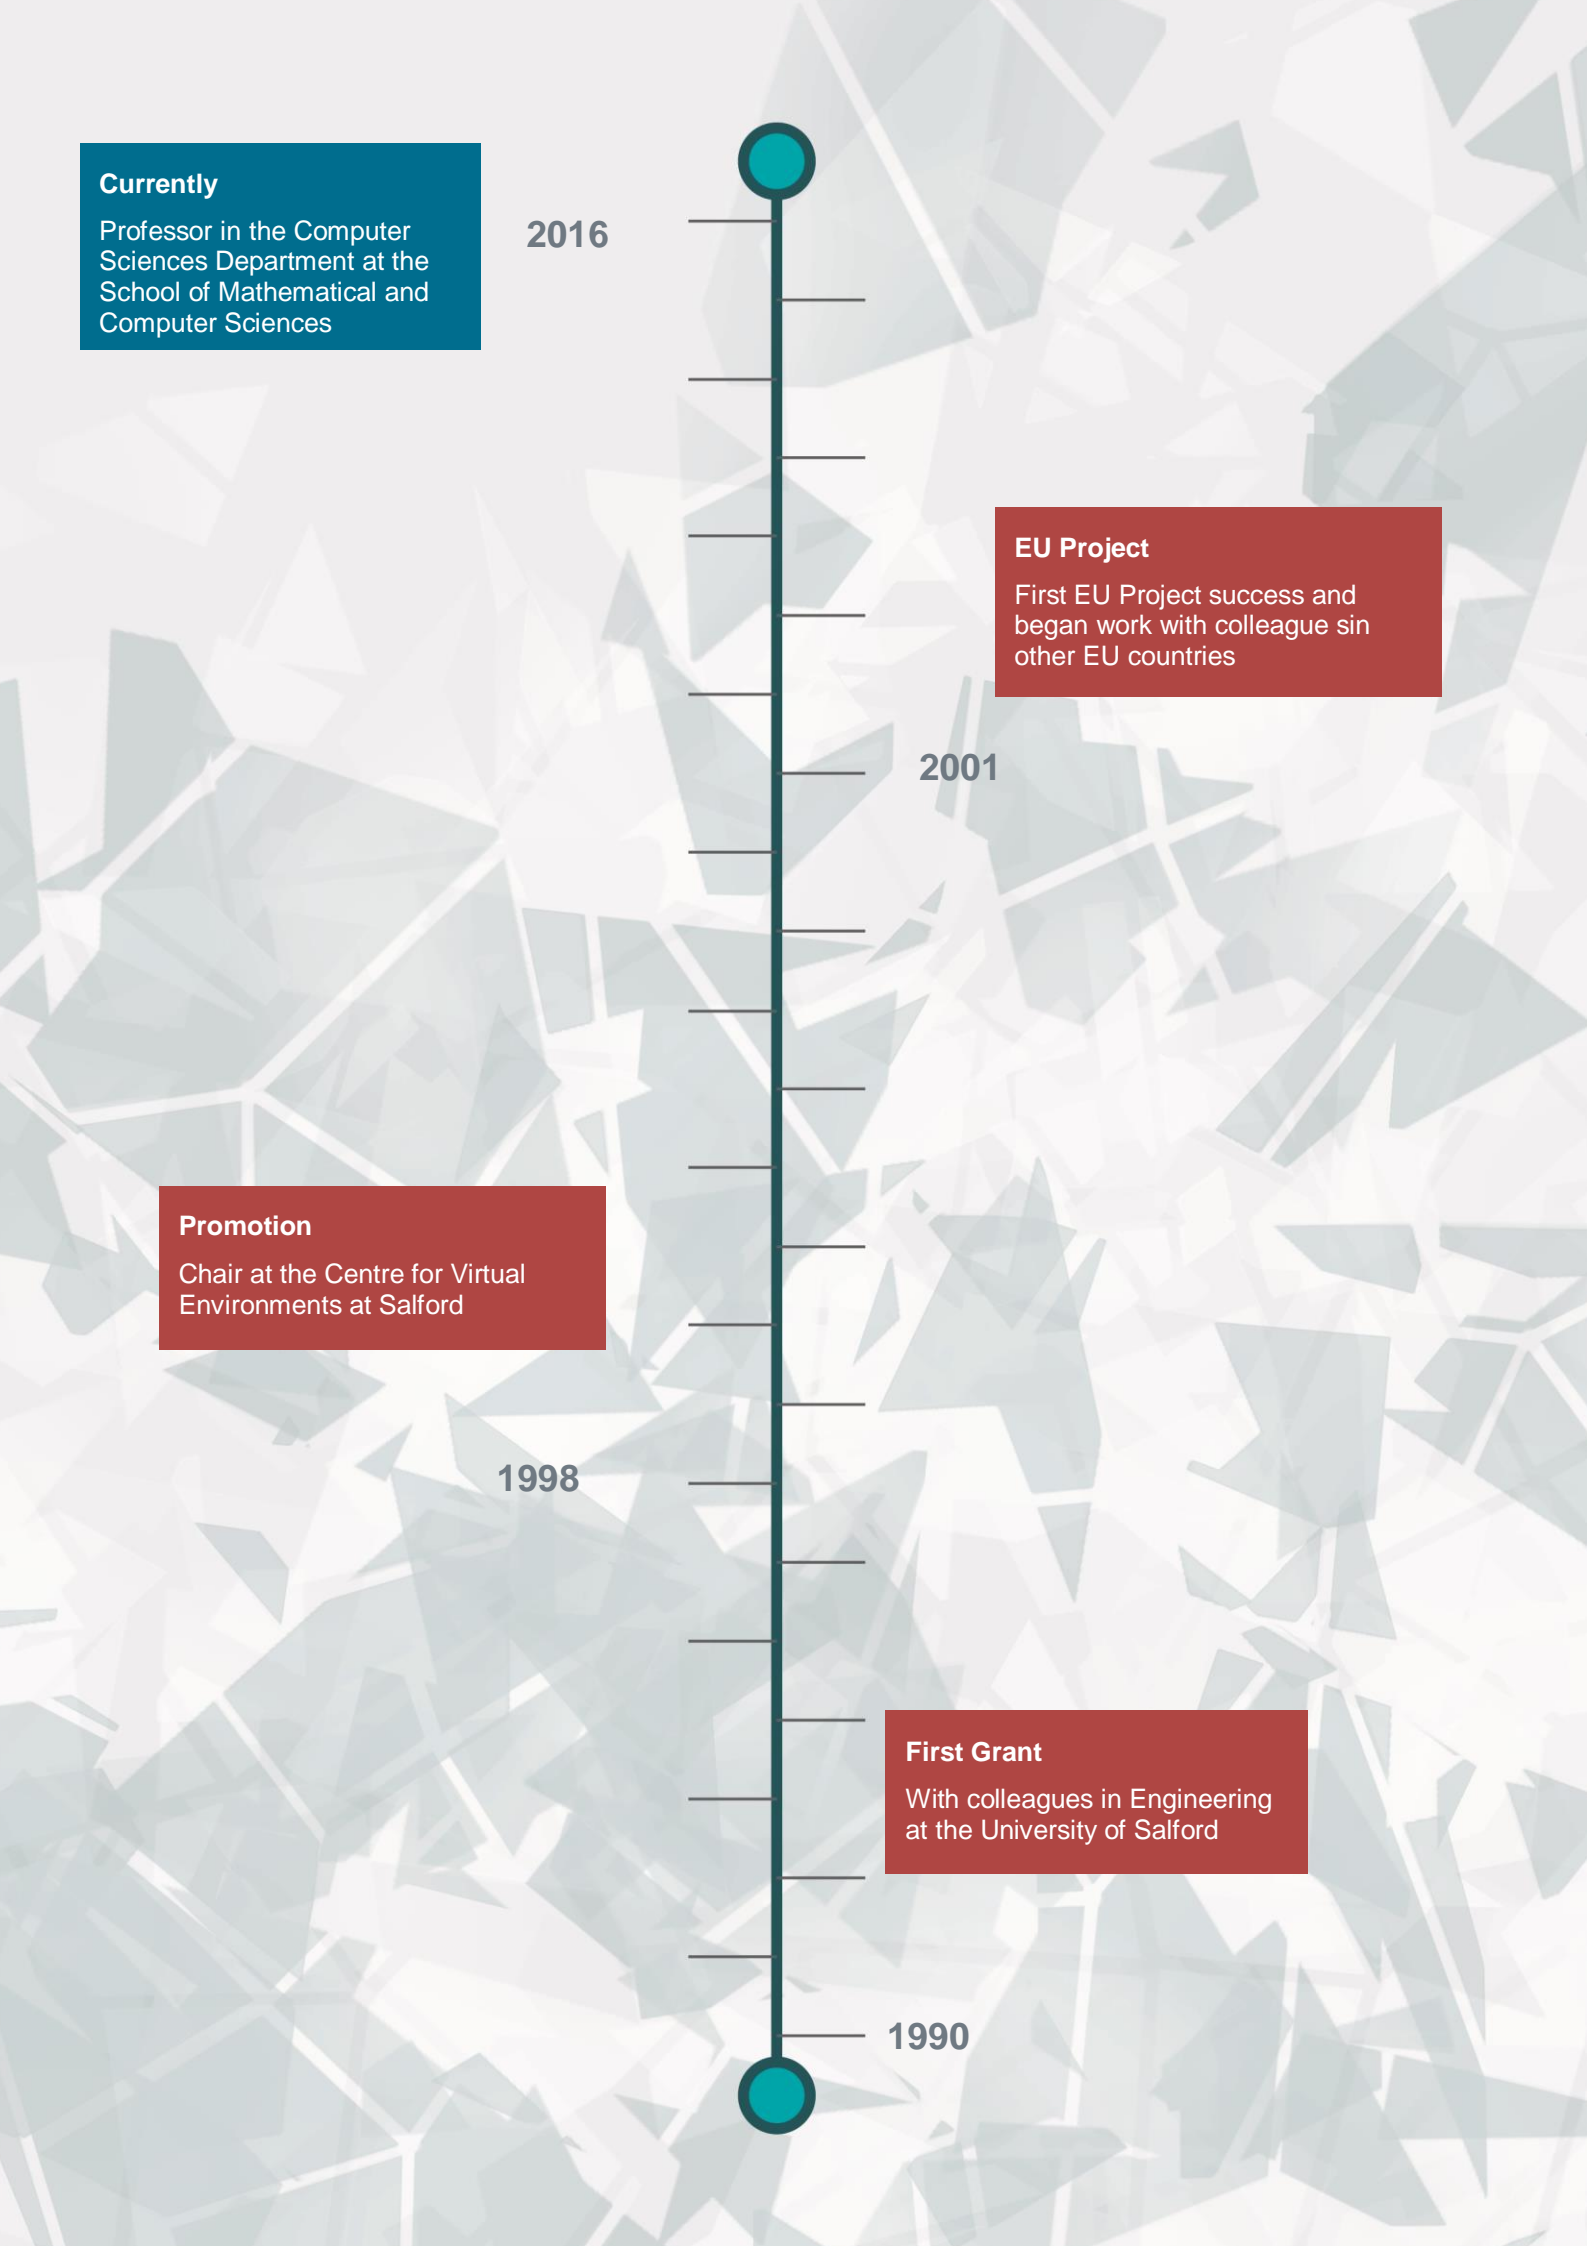 Currently
Professor in the Computer
Sciences Department at the
School of Mathematical and
Computer Sciences
2016
EU Project
First EU Project success and
began work with colleague sin
other EU countries
2001
Promotion
Chair at the Centre for Virtual
Environments at Salford
1998
First Grant
With colleagues in Engineering
at the University of Salford
1990